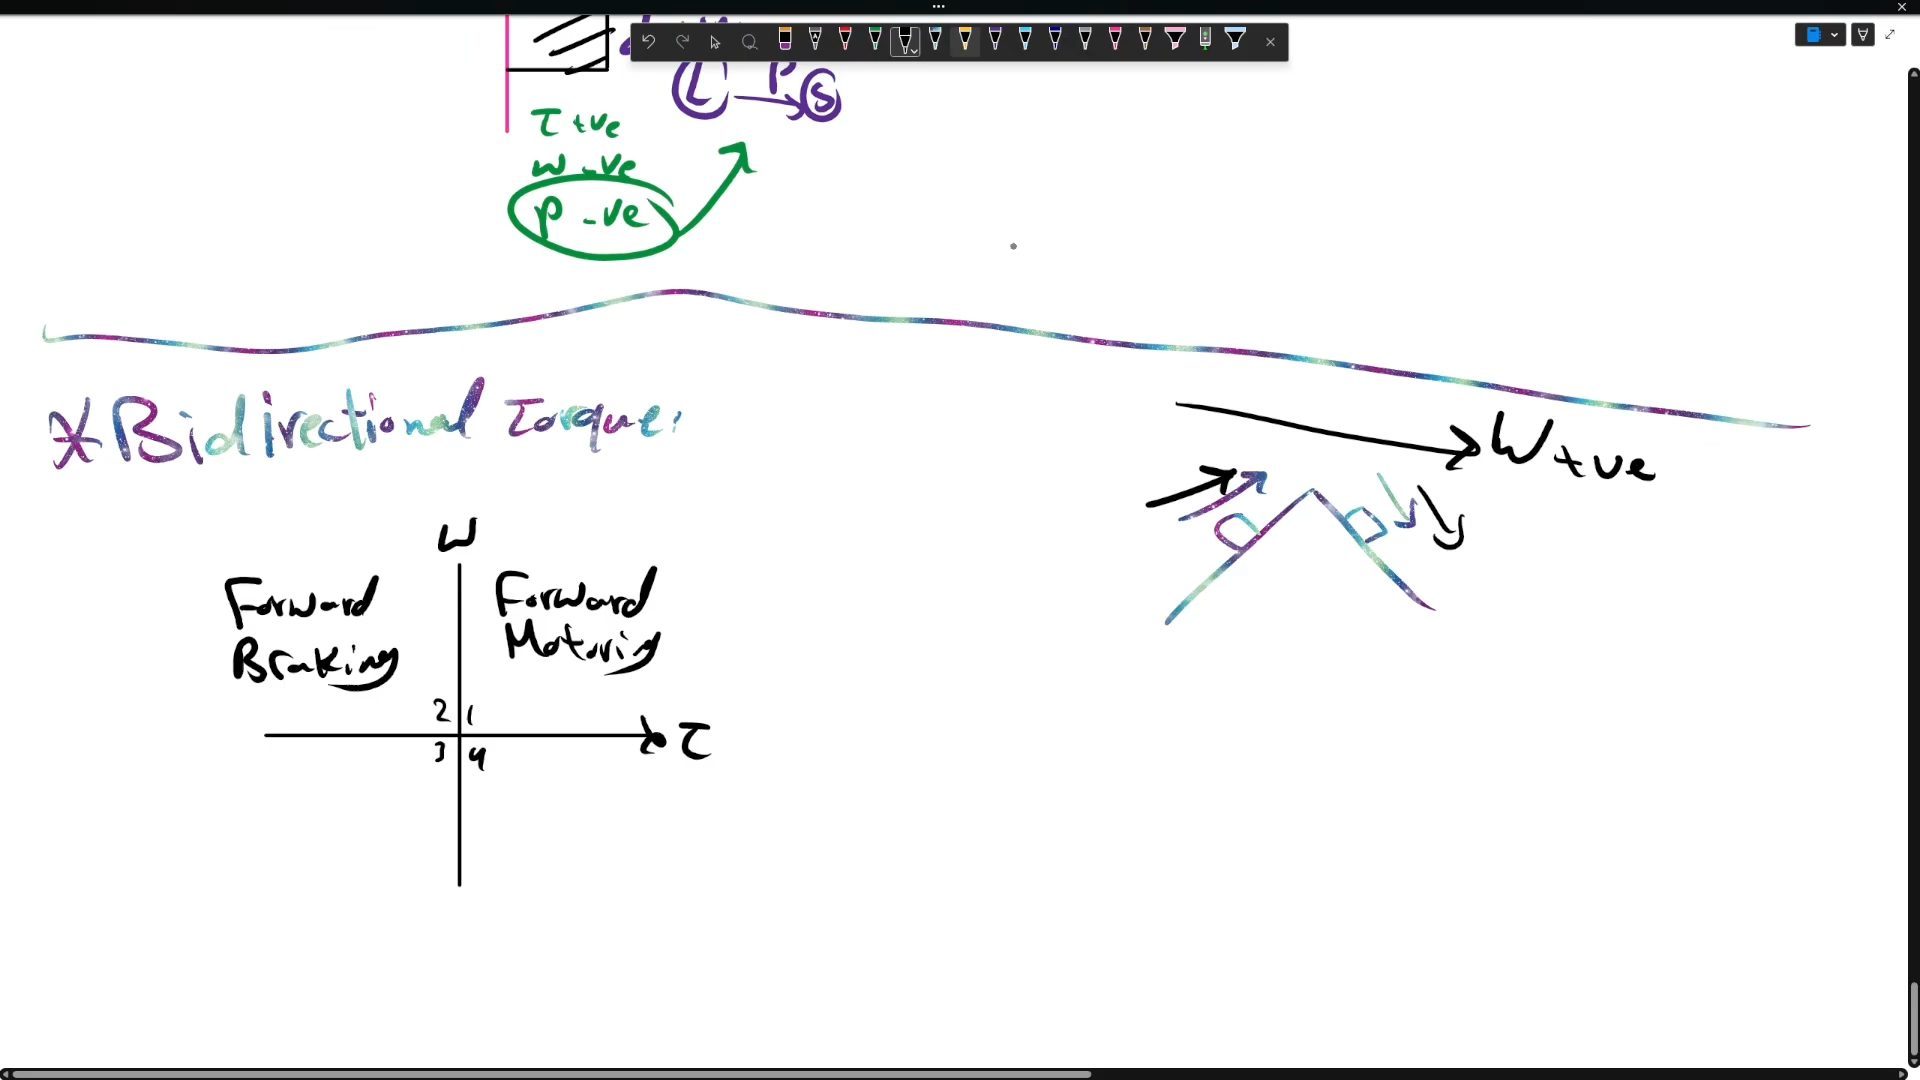 L P S
τ +ve
w -ve
P -ve
* Bidirectional Torque:
W +ve
W
Forward Forward
Braking Motoring
2 1
τ
3 4